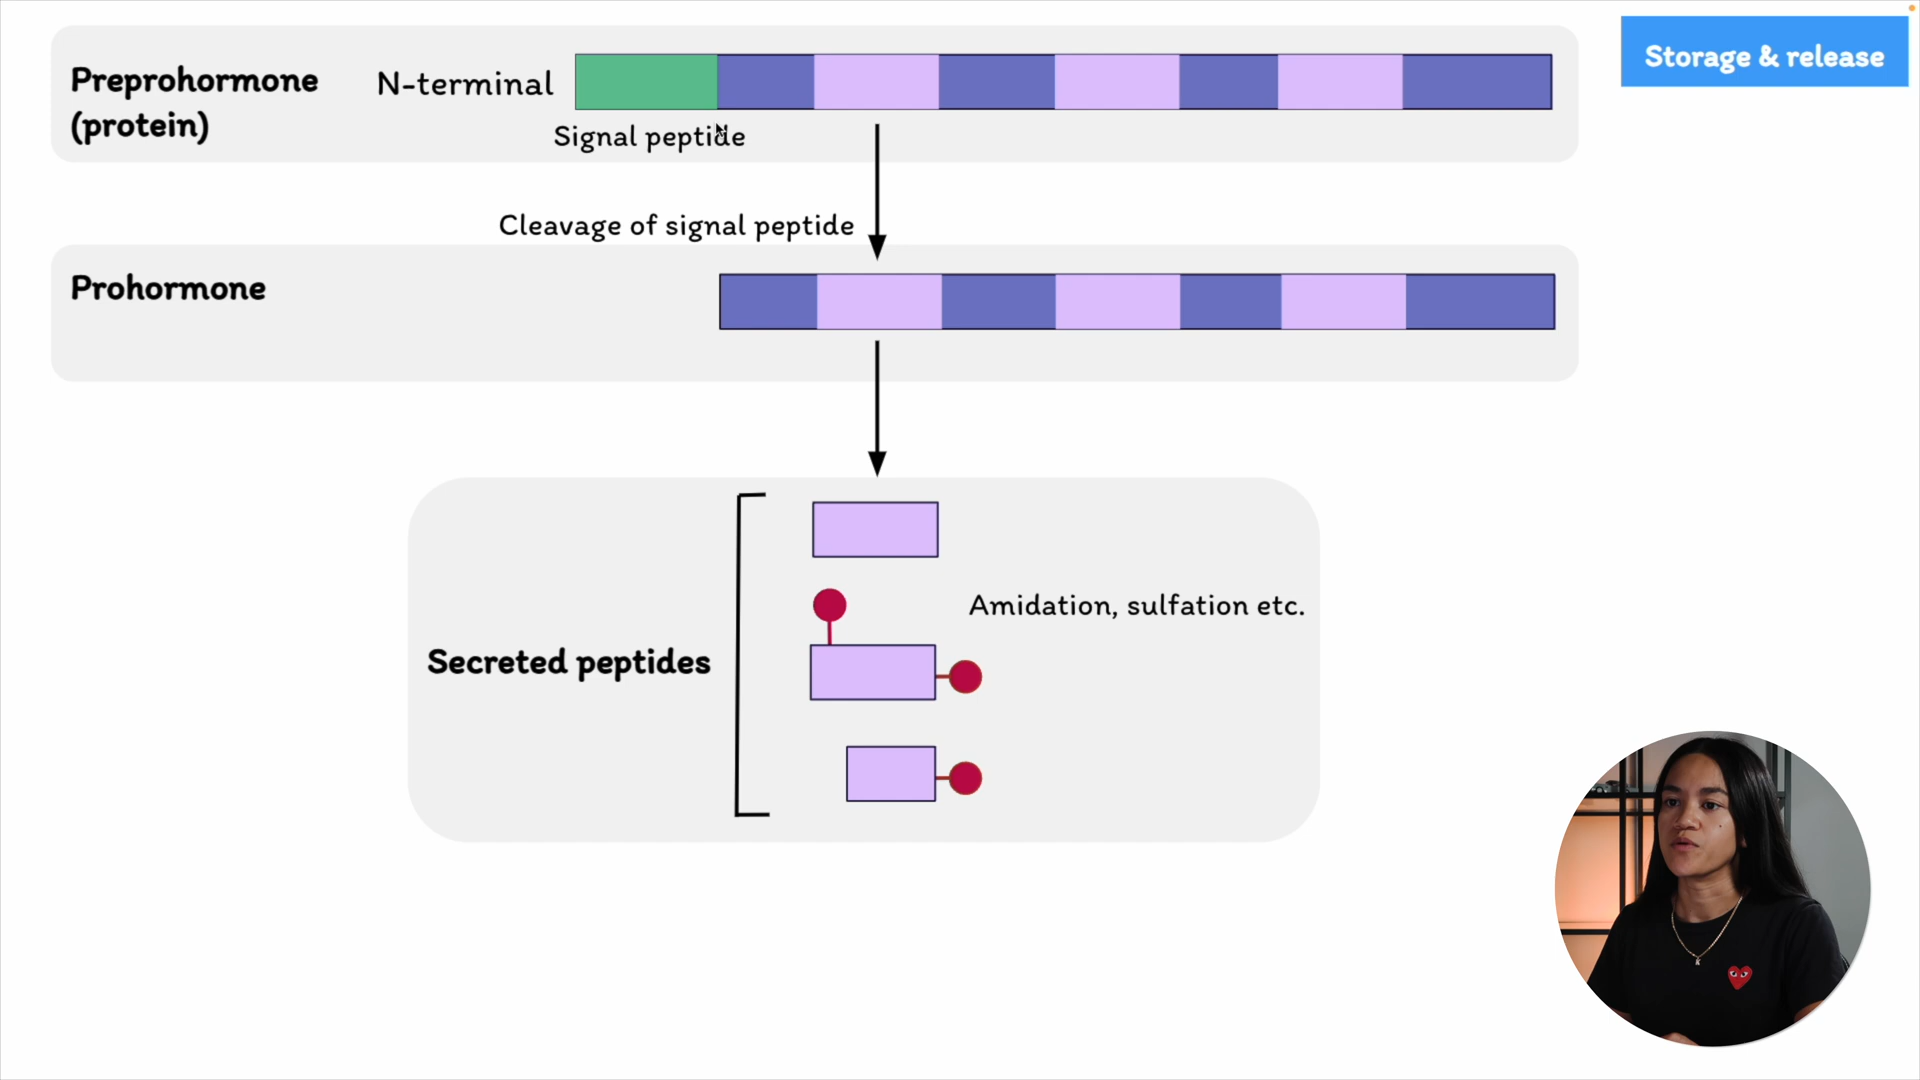 Storage & release
Preprohormone
(protein)
N-terminal
Signal peptide
Cleavage of signal peptide
Prohormone
Amidation, sulfation etc.
Secreted peptides